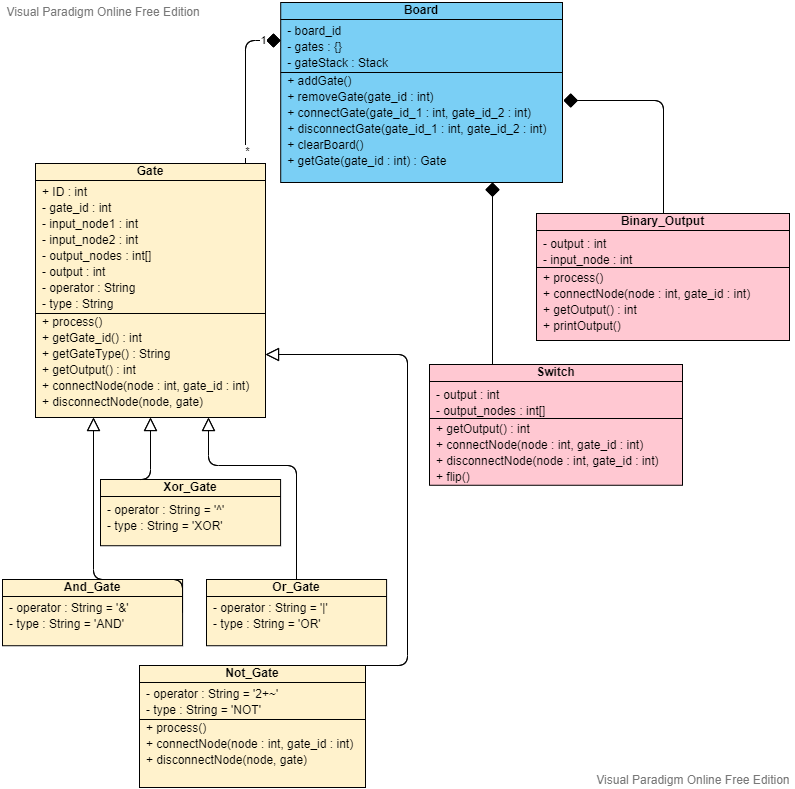 Visual Paradigm Online Free Edition
Board
- board_id
- gates : {}
- gateStack : Stack
+ addGate()
+ removeGate(gate_id : int)
+ connectGate(gate_id_1 : int, gate_id_2 : int)
+ disconnectGate(gate_id_1 : int, gate_id_2 : int)
+ clearBoard()
+ getGate(gate_id : int) : Gate
1
*
Gate
+ ID : int
- gate_id : int
- input_node1 : int
- input_node2 : int
- output_nodes : int[]
- output : int
- operator : String
- type : String
+ process()
+ getGate_id() : int
+ getGateType() : String
+ getOutput() : int
+ connectNode(node : int, gate_id : int)
+ disconnectNode(node, gate)
Binary_Output
- output : int
- input_node : int
+ process()
+ connectNode(node : int, gate_id : int)
+ getOutput() : int
+ printOutput()
Switch
- output : int
- output_nodes : int[]
+ getOutput() : int
+ connectNode(node : int, gate_id : int)
+ disconnectNode(node : int, gate_id : int)
+ flip()
Xor_Gate
- operator : String = '^'
- type : String = 'XOR'
And_Gate
- operator : String = '&'
- type : String = 'AND'
Or_Gate
- operator : String = '|'
- type : String = 'OR'
Not_Gate
- operator : String = '2+~'
- type : String = 'NOT'
+ process()
+ connectNode(node : int, gate_id : int)
+ disconnectNode(node, gate)
Visual Paradigm Online Free Edition